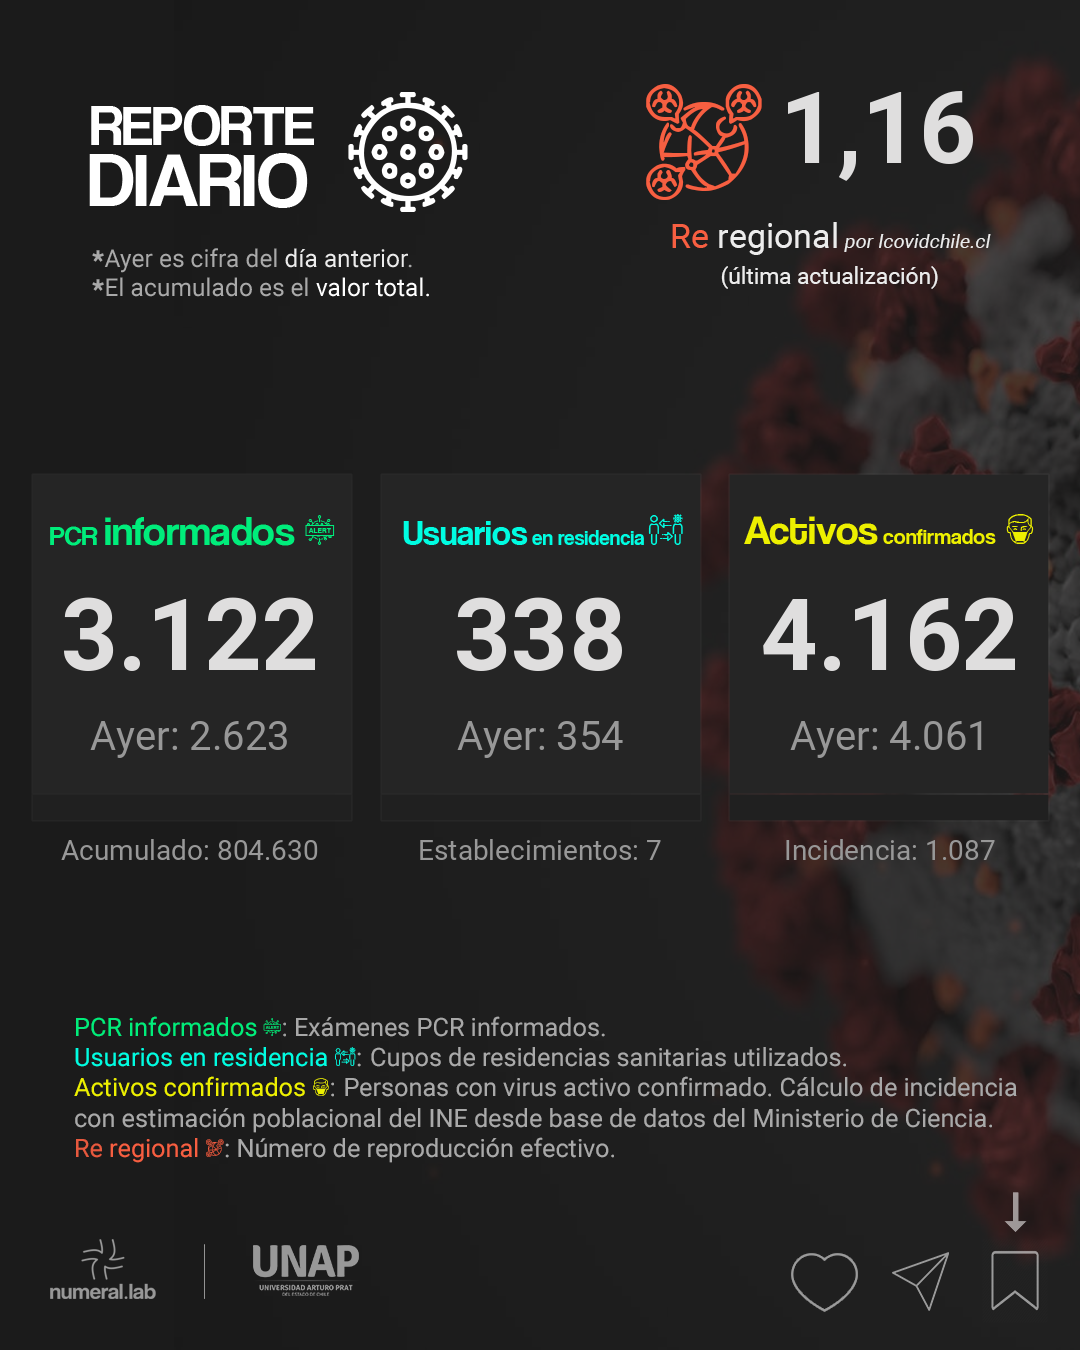 REPORTE
DIARIO
*Ayer es cifra del día anterior.
*El acumulado es el valor total.
1,16
Re regional por Icovidchile.cl
(última actualización)
PCR informados ALERT
3.122
Ayer: 2.623
Acumulado: 804.630
Usuarios en residencia
338
Ayer: 354
Establecimientos: 7
Activos confirmados
4.162
Ayer: 4.061
Incidencia: 1.087
PCR informados ALERT: Exámenes PCR informados.
Usuarios en residencia : Cupos de residencias sanitarias utilizados.
Activos confirmados : Personas con virus activo confirmado. Cálculo de incidencia
con estimación poblacional del INE desde base de datos del Ministerio de Ciencia.
Re regional : Número de reproducción efectivo.
numeral.lab
UNAP
UNIVERSIDAD ARTURO PRAT
DEL ESTADO DE CHILE